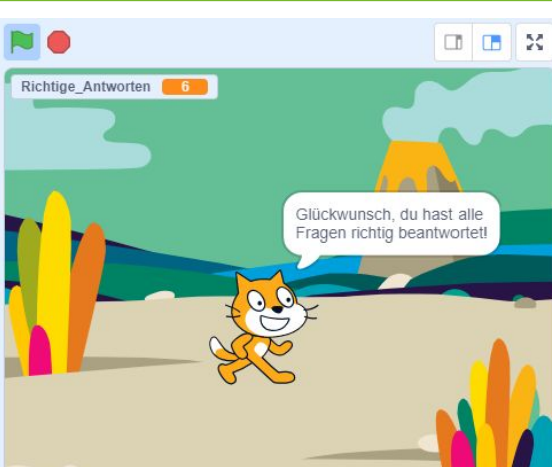 Richtige_Antworten 6
Glückwunsch, du hast alle
Fragen richtig beantwortet!